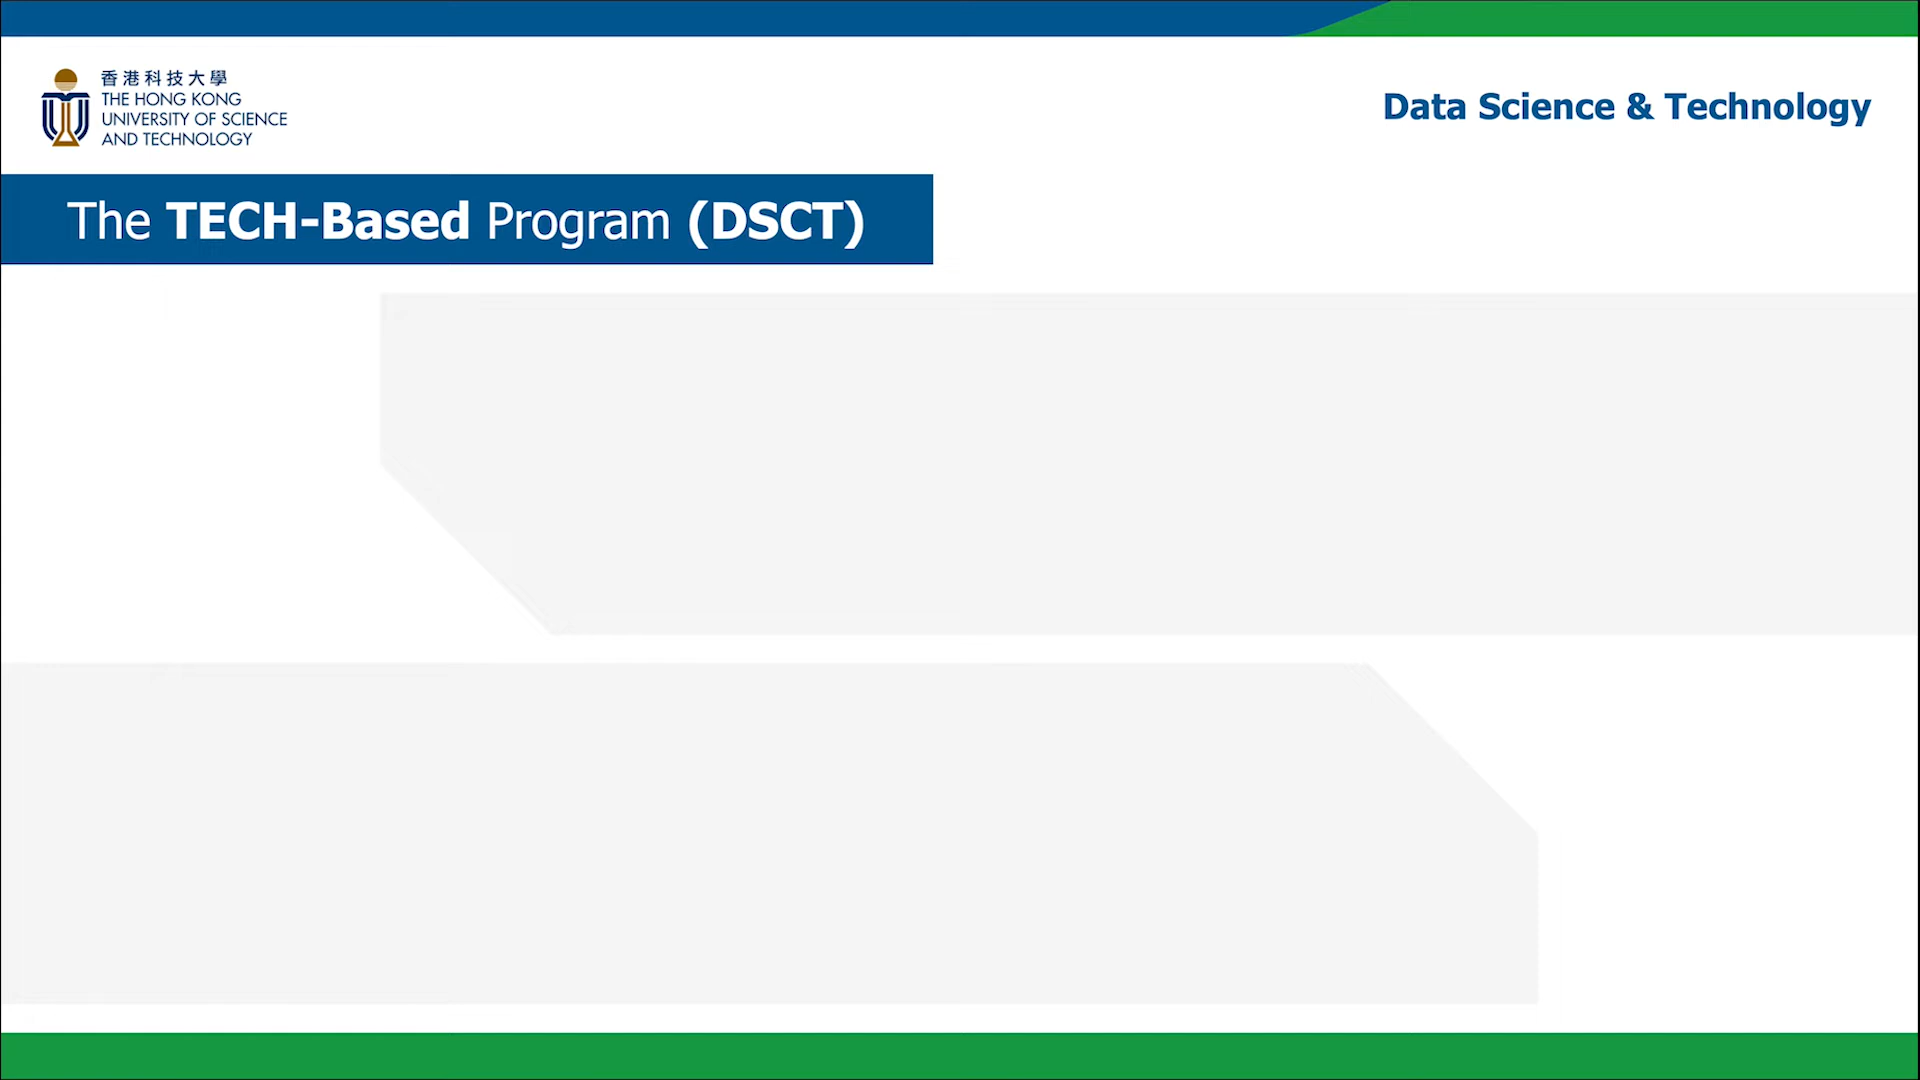 香港科技大學
THE HONG KONG
UNIVERSITY OF SCIENCE
AND TECHNOLOGY
Data Science & Technology
The TECH-Based Program (DSCT)